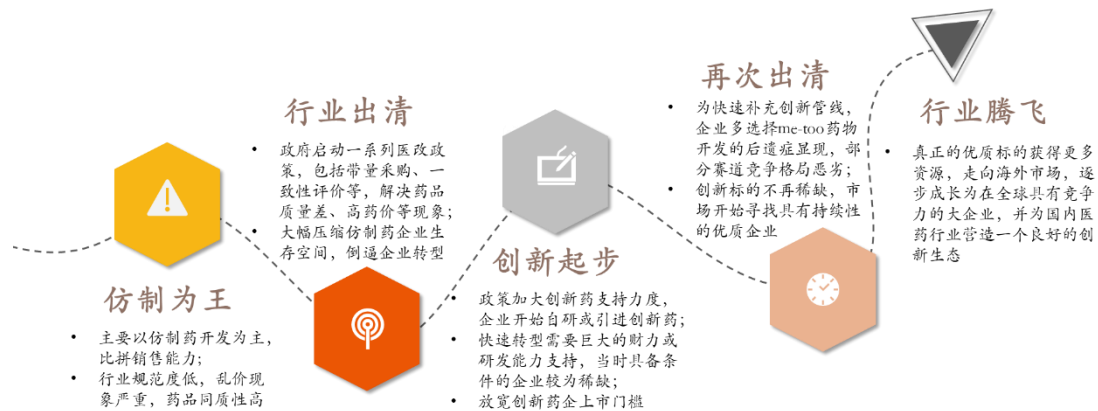 仿制为王
• 主要以仿制药开发为主，
比拼销售能力；
• 行业规范度低，乱价现
象严重，药品同质性高
行业出清
• 政府启动一系列医改政
策，包括带量采购、一
致性评价等，解决药品
质量差、高药价等现象；
• 大幅压缩仿制药企业生
存空间，倒逼企业转型
创新起步
• 政策加大创新药支持力度，
企业开始自研或引进创新药；
• 快速转型需要巨大的财力或
研发能力支持，当时具备条
件的企业较为稀缺；
• 放宽创新药企上市门槛
再次出清
• 为快速补充创新管线，
企业多选择me-too药物
开发的后遗症显现，部
分赛道竞争格局恶劣；
• 创新标的不再稀缺，市
场开始寻找具有持续性
的优质企业
行业腾飞
• 真正的优质标的获得更多
资源，走向海外市场，逐
步成长为在全球具有竞争
力的大企业，并为国内医
药行业营造一个良好的创
新生态